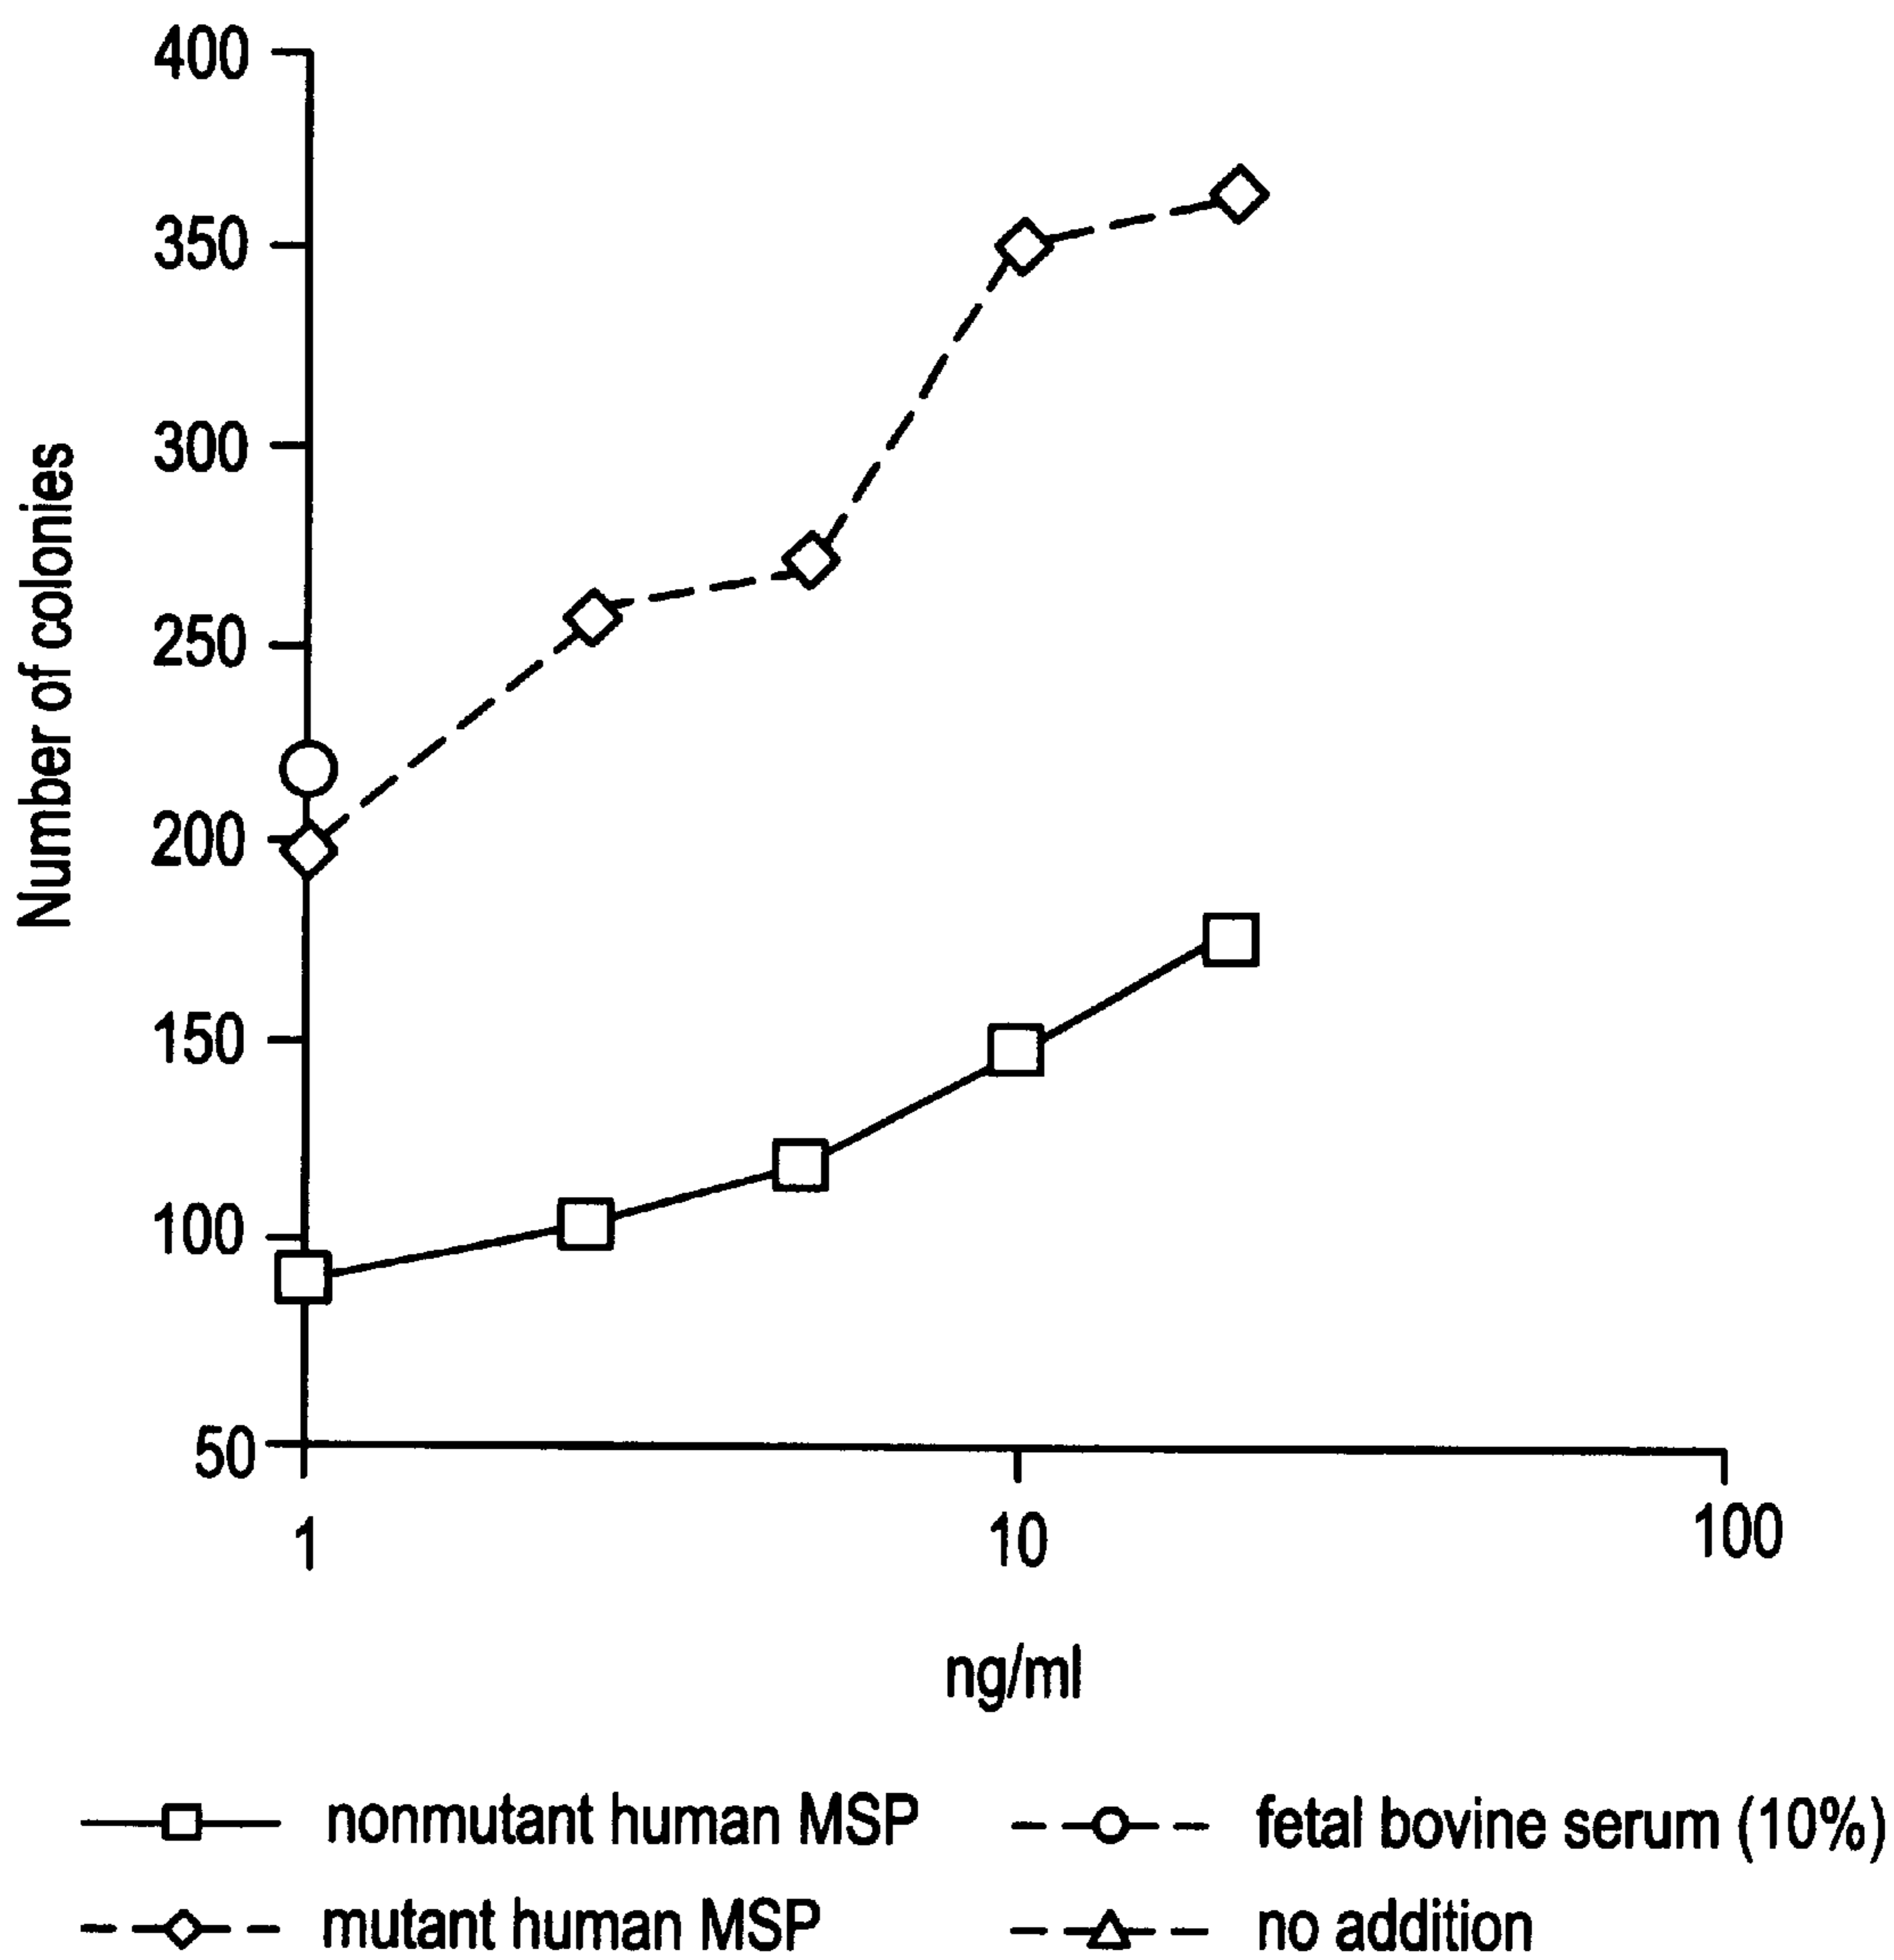 400
350
300
250
200
150
100
50
Number of colonies
1
10
100
ng/ml
nonmutant human MSP
fetal bovine serum (10%)
mutant human MSP
no addition